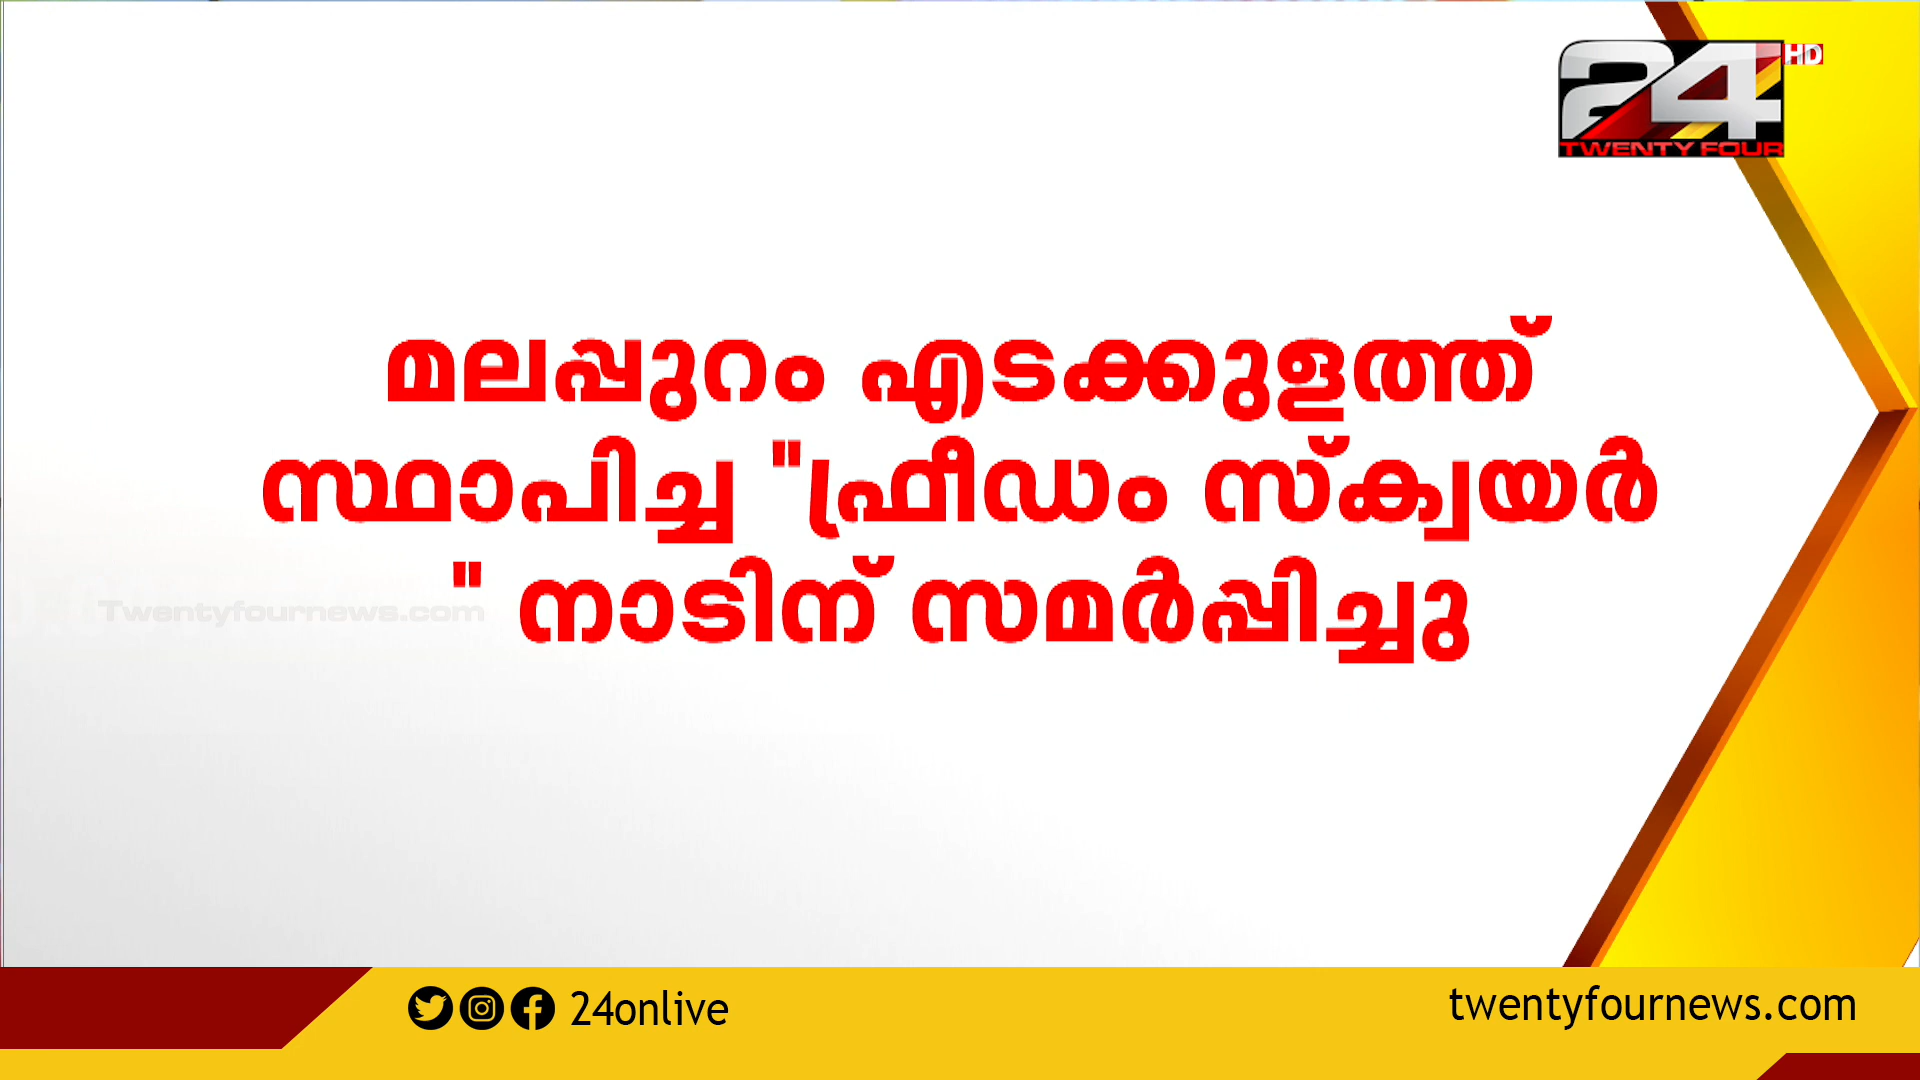 24
HD
TWENTY FOUR
മലപ്പുറം എടക്കുളത്ത്
സ്ഥാപിച്ച "ഫ്രീഡം സ്ക്വയർ
" നാടിന് സമർപ്പിച്ചു
Twentyfournews.com
24onlive
twentyfournews.com